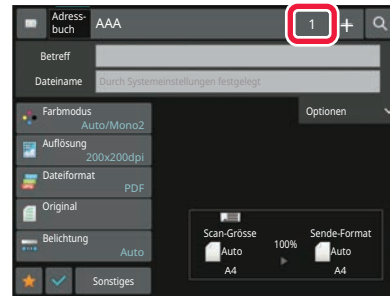 Adress-
buch AAA 1 +
Betreff
Dateiname Durch Systemeinstellungen festgelegt
Optionen
Farbmodus
Auto/Mono2
Auflösung
200x200dpi
Dateiformat
PDF
Original
Belichtung
Auto
Sonstiges
Scan-Grösse
Auto
A4
100%
Sende-Format
Auto
A4